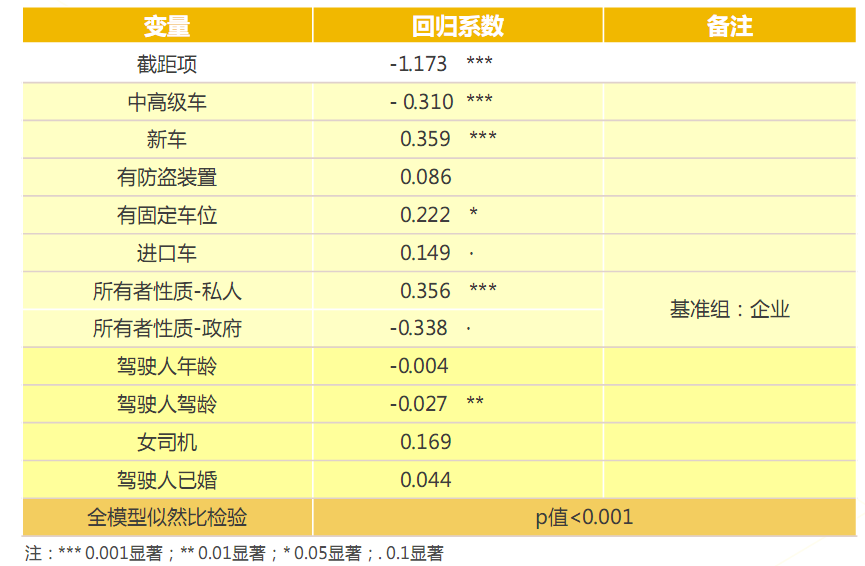 变量 回归系数 备注
截距项 -1.173 ***
中高级车 - 0.310 ***
新车 0.359 ***
有防盗装置 0.086
有固定车位 0.222 *
进口车 0.149 ·
所有者性质-私人 0.356 ***
基准组：企业
所有者性质-政府 -0.338 ·
驾驶人年龄 -0.004
驾驶人驾龄 -0.027 **
女司机 0.169
驾驶人已婚 0.044
全模型似然比检验 p值<0.001
注：*** 0.001显著；** 0.01显著；* 0.05显著；. 0.1显著